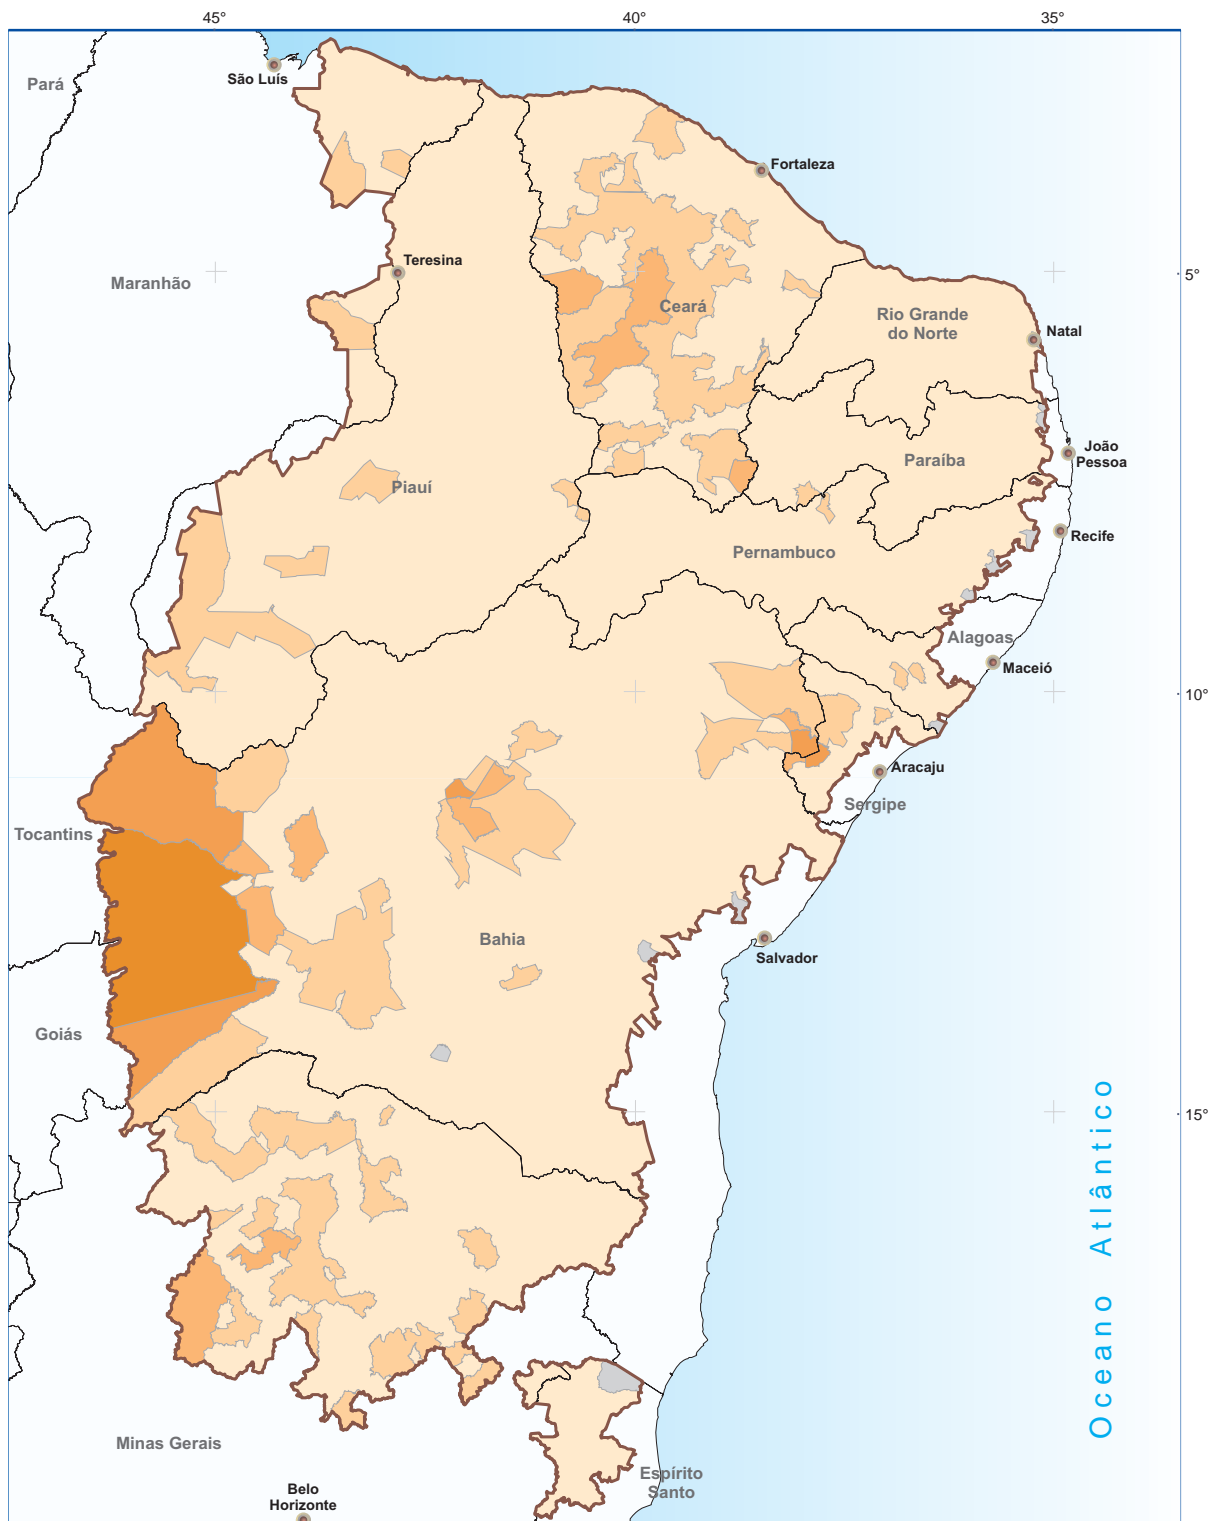 45°
40°
35°
São Luís
Pará
Fortaleza
Teresina
5°
Maranhão
Ceará
Rio Grande
do Norte
Natal
João
Pessoa
Paraíba
Piauí
Recife
Pernambuco
Alagoas
Maceió
10°
Aracaju
Sergipe
Tocantins
Bahia
Salvador
Goiás
15°
Oceano Atlântico
Minas Gerais
Espírito
Santo
Belo
Horizonte